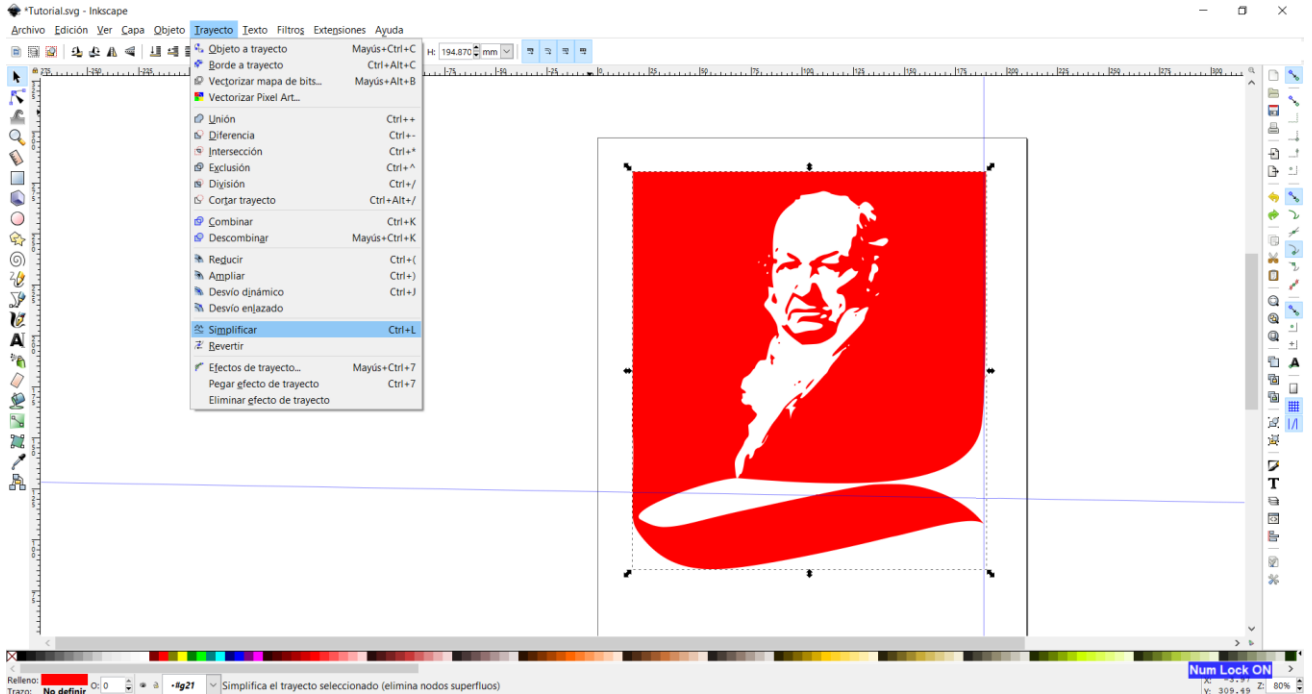 *Tutorial.svg - Inkscape
Archivo Edición Ver Capa Objeto Trayecto Texto Filtros Extensiones Ayuda
H: 194.870 mm
Objeto a trayecto Mayús+Ctrl+C
Borde a trayecto Ctrl+Alt+C
Vectorizar mapa de bits... Mayús+Alt+B
Vectorizar Pixel Art...
Unión Ctrl++
Diferencia Ctrl+-
Intersección Ctrl+*
Exclusión Ctrl+^
División Ctrl+/
Cortar trayecto Ctrl+Alt+/
Combinar Ctrl+K
Descombinar Mayús+Ctrl+K
Reducir Ctrl+(
Ampliar Ctrl+)
Desvío dinámico Ctrl+J
Desvío enlazado
Simplificar Ctrl+L
Revertir
Efectos de trayecto... Mayús+Ctrl+7
Pegar efecto de trayecto Ctrl+7
Eliminar efecto de trayecto
Num Lock ON
Relleno:
Trazo: No definir O: 0 -#g21 Simplifica el trayecto seleccionado (elimina nodos superfluos)
Y: 309.49 Z: 80%